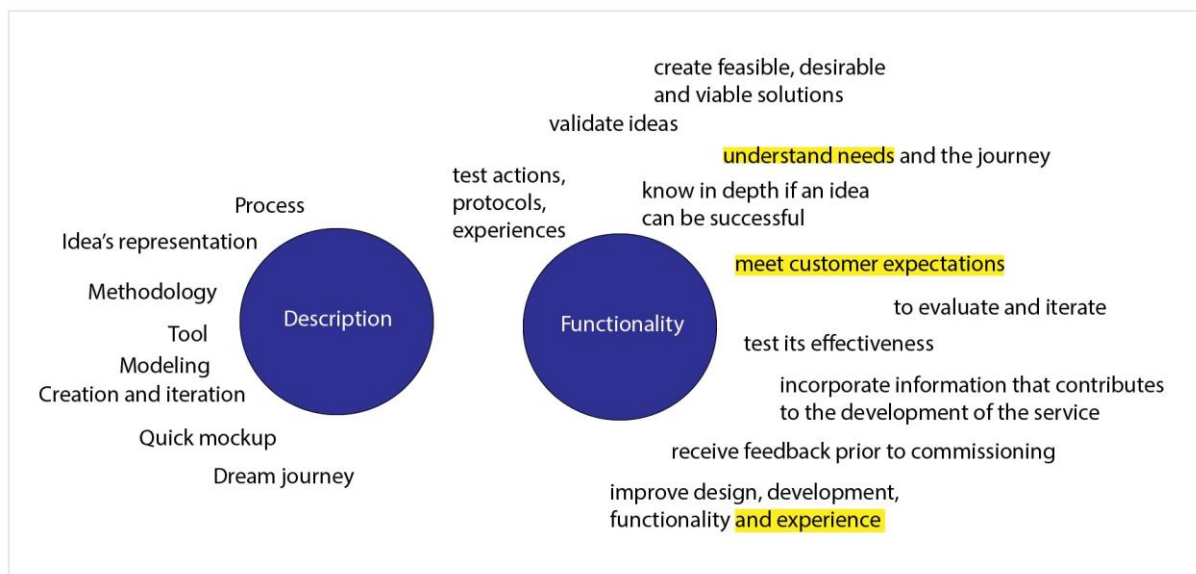 Process
Idea's representation
Methodology
Tool
Modeling
Creation and iteration
Quick mockup
Dream journey
Description
create feasible, desirable
and viable solutions
validate ideas
understand needs and the journey
test actions,
protocols,
experiences
know in depth if an idea
can be successful
meet customer expectations
to evaluate and iterate
Functionality
test its effectiveness
incorporate information that contributes
to the development of the service
receive feedback prior to commissioning
improve design, development,
functionality and experience